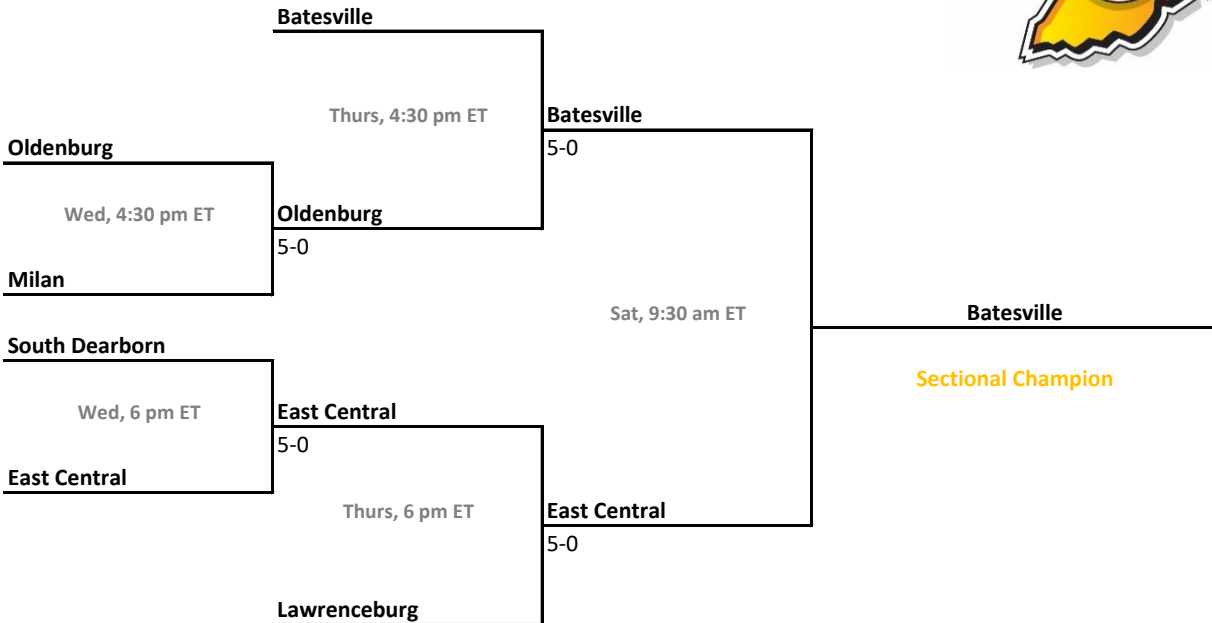 Batesville
Thurs, 4:30 pm ET
Batesville
5-0
Oldenburg
Wed, 4:30 pm ET
Oldenburg
5-0
Milan
Sat, 9:30 am ET
Batesville
South Dearborn
Sectional Champion
Wed, 6 pm ET
East Central
5-0
East Central
Thurs, 6 pm ET
East Central
5-0
Lawrenceburg